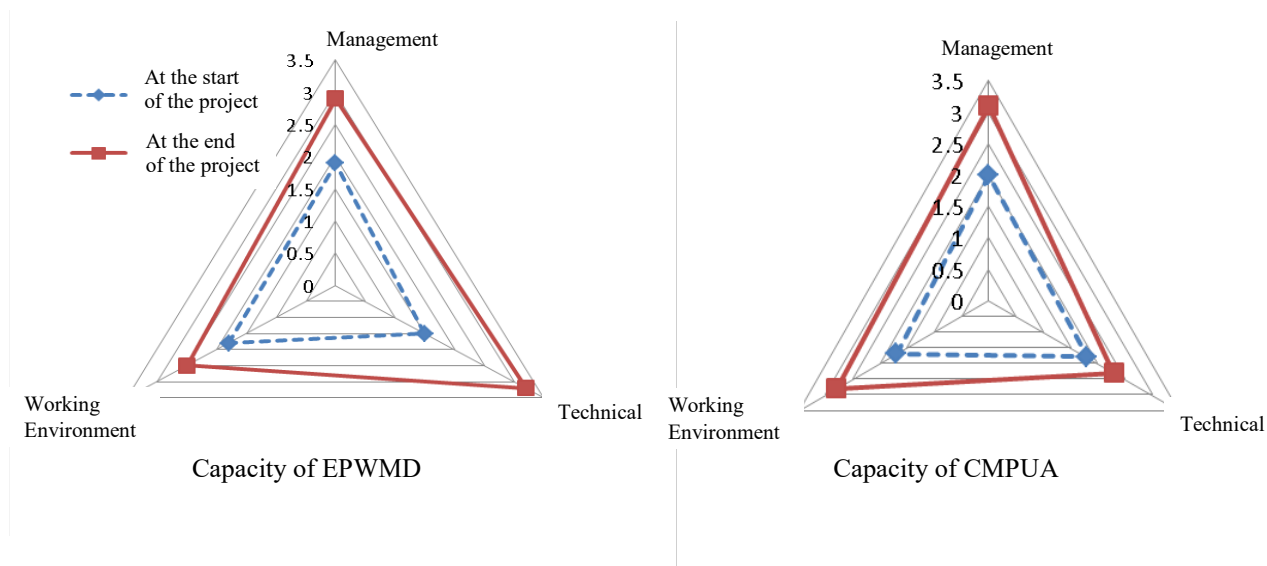 Management
3.5
3
2.5
2
1.5
1
0.5
0
At the start
of the project
At the end
of the project
Working
Environment
Technical
Capacity of EPWMD
Management
3.5
3
2.5
2
1.5
1
0.5
0
Working
Environment
Technical
Capacity of CMPUA